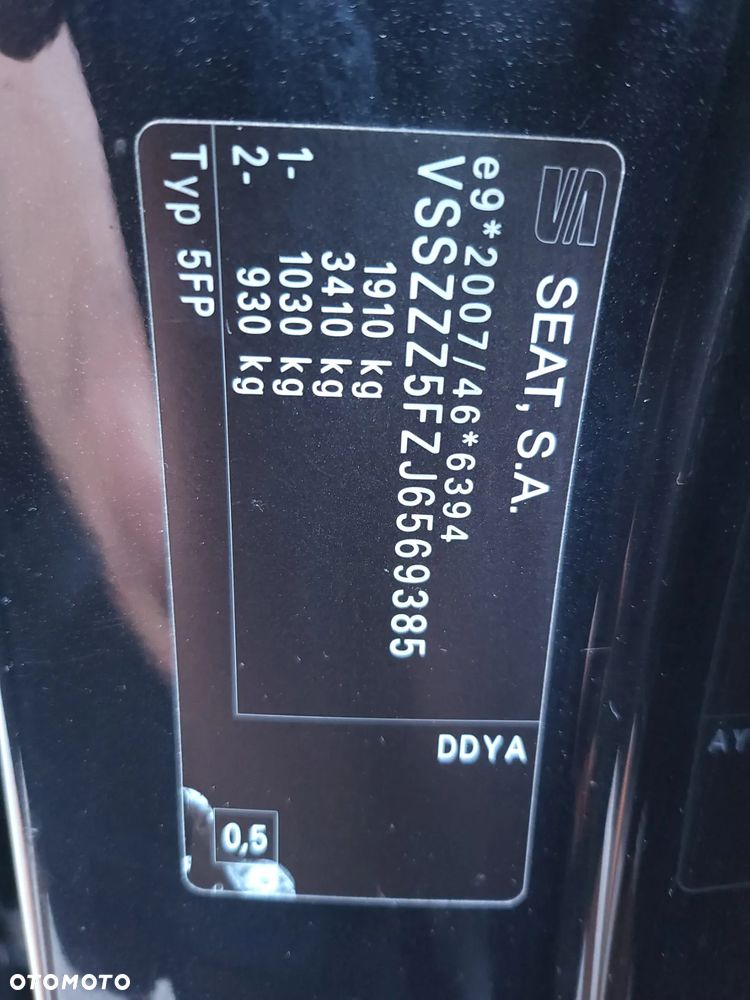 SEAT, S.A.
e9*2007/46*6394
VSSZZZ5FZJ6569385
1910 kg
3410 kg
1- 1030 kg
2- 930 kg
Typ 5FP
DDYA
0,5
AY
OTOMOTO